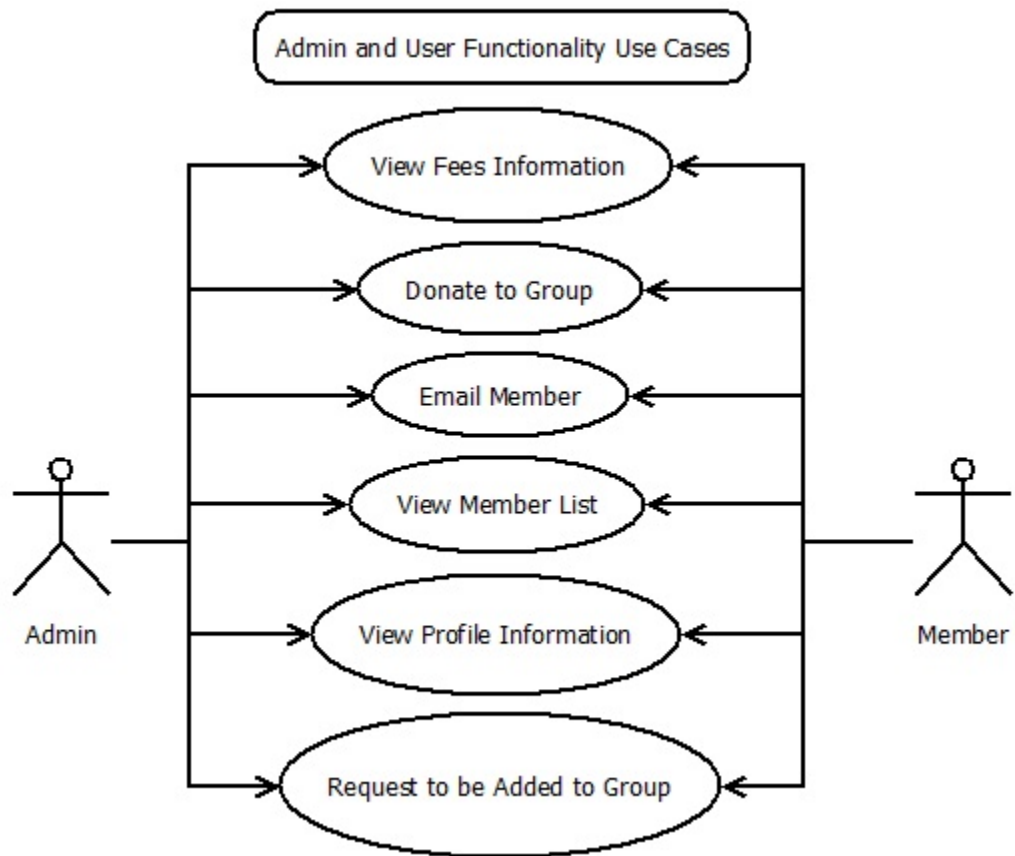 Admin and User Functionality Use Cases
View Fees Information
Donate to Group
Email Member
View Member List
Admin
Member
View Profile Information
Request to be Added to Group